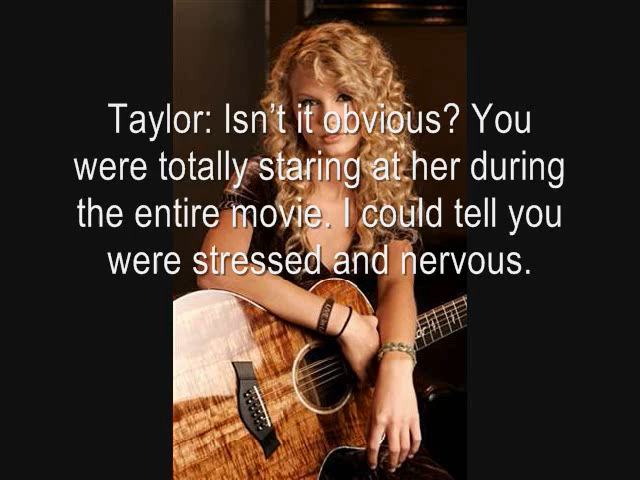 Taylor: Isn’t it obvious? You
were totally staring at her during
the entire movie. I could tell you
were stressed and nervous.